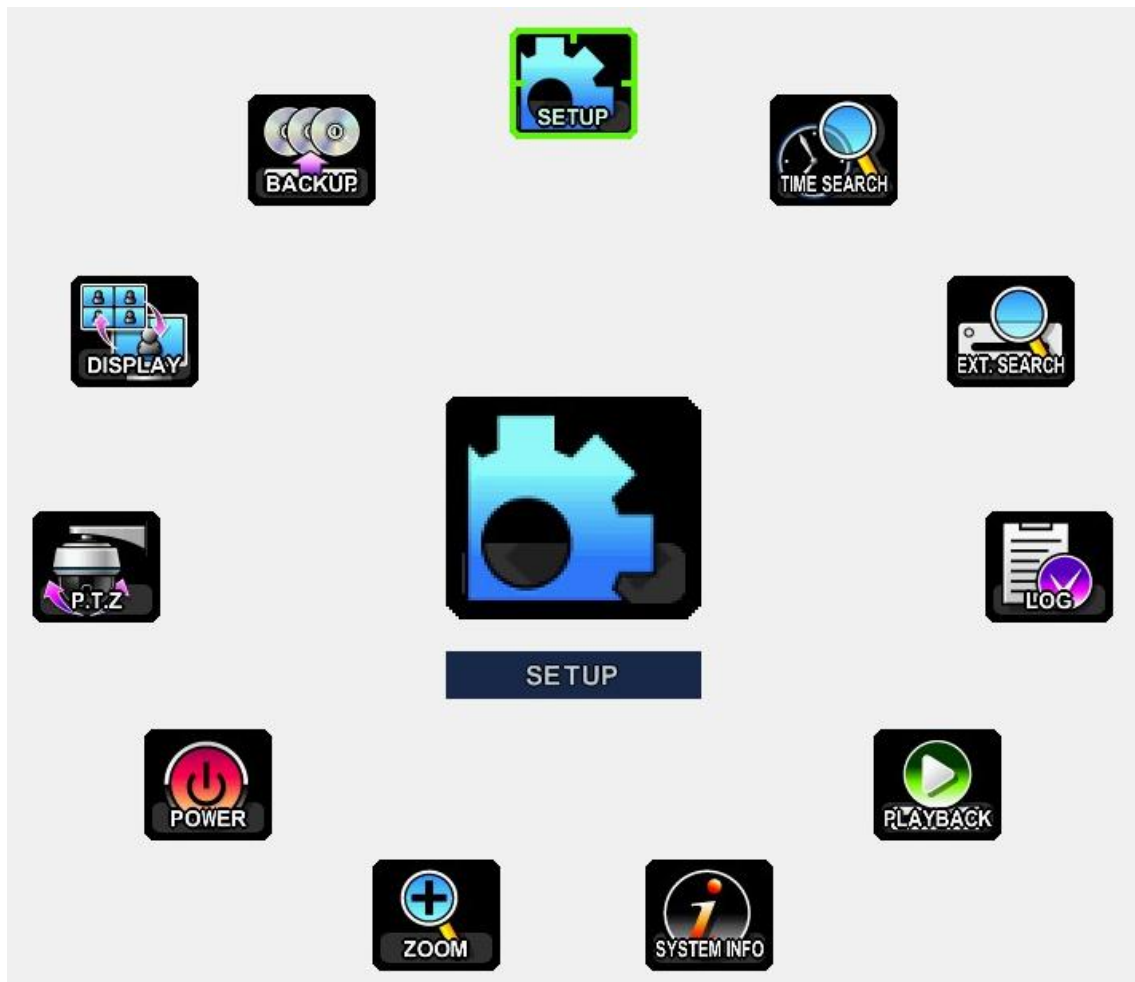 SETUP
BACKUP
TIME SEARCH
DISPLAY
EXT. SEARCH
P.T.Z
LOG
SETUP
POWER
PLAYBACK
ZOOM
SYSTEM INFO